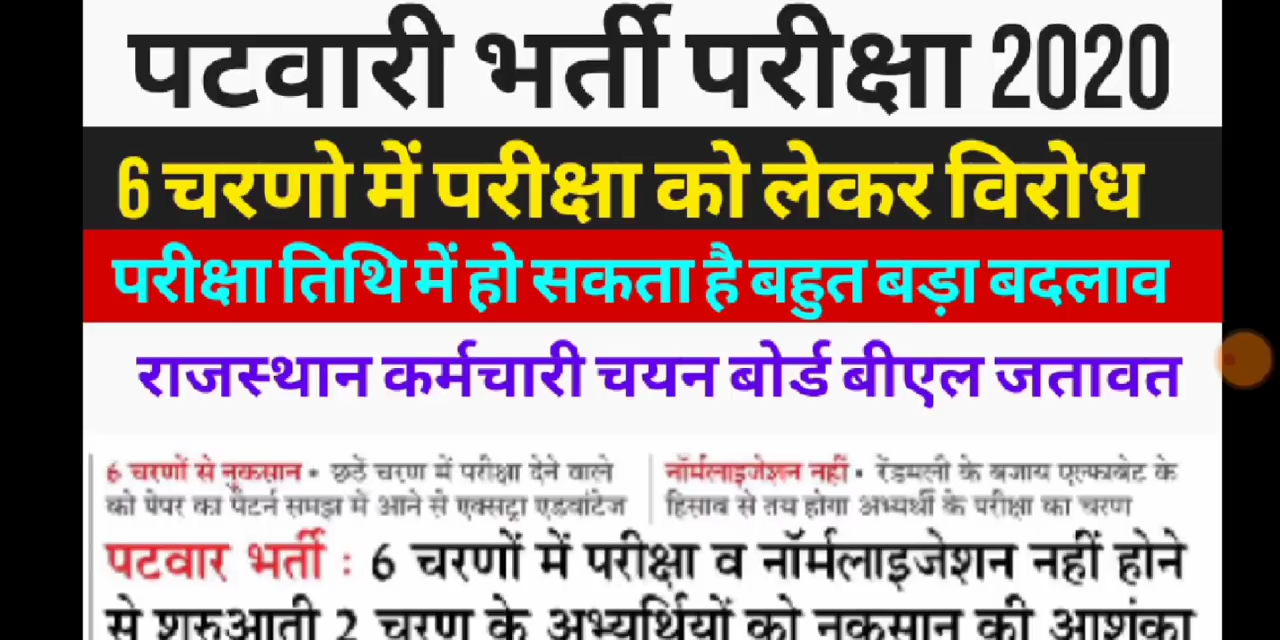 पटवारी भर्ती परीक्षा 2020
6 चरणो में परीक्षा को लेकर विरोध
परीक्षा तिथि में हो सकता है बहुत बड़ा बदलाव
राजस्थान कर्मचारी चयन बोर्ड बीएल जतावत
6 चरणों से नुकसान • छठें चरण में परीक्षा देने वाले
को पेपर का पैटर्न समझ में आने से एक्सट्रा एडवांटेज
नॉर्मलाइजेशन नहीं • रेंडमली के बजाय एल्फाबेट के
हिसाब से तय होगा अभ्यर्थी के परीक्षा का चरण
पटवार भर्ती : 6 चरणों में परीक्षा व नॉर्मलाइजेशन नहीं होने
से शुरुआती 2 चरण के अभ्यर्थियों को नुकसान की आशंका